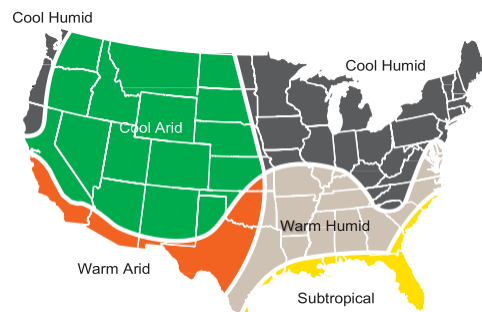 Cool Humid
Cool Humid
Cool Arid
Warm Humid
Warm Arid
Subtropical